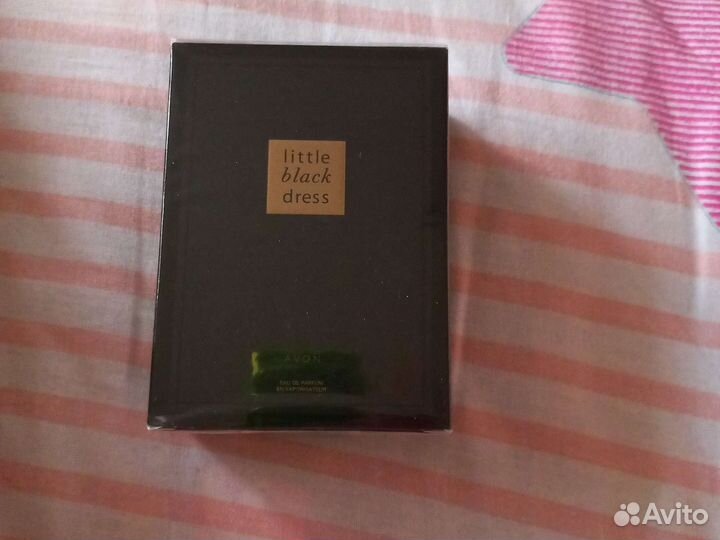 little
black
dress
AVON
EAU DE PARFUM
EN VAPORISATEUR
Avito